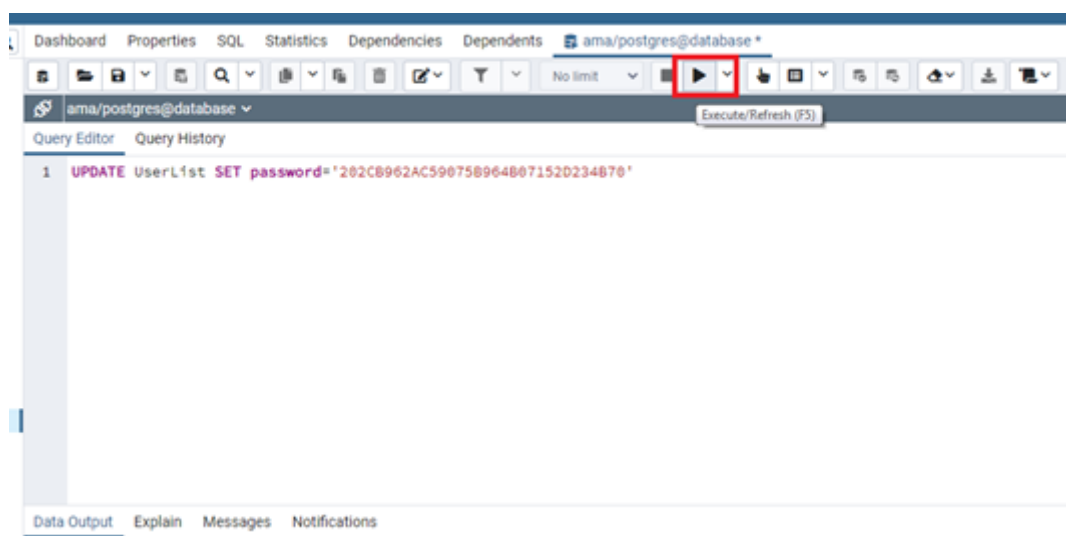 Dashboard Properties SQL Statistics Dependencies Dependents ama/postgres@database *
No limit
ama/postgres@database
Execute/Refresh (F5)
Query Editor Query History
1 UPDATE UserList SET password='202CB962AC59075B964B07152D234B70'
Data Output Explain Messages Notifications